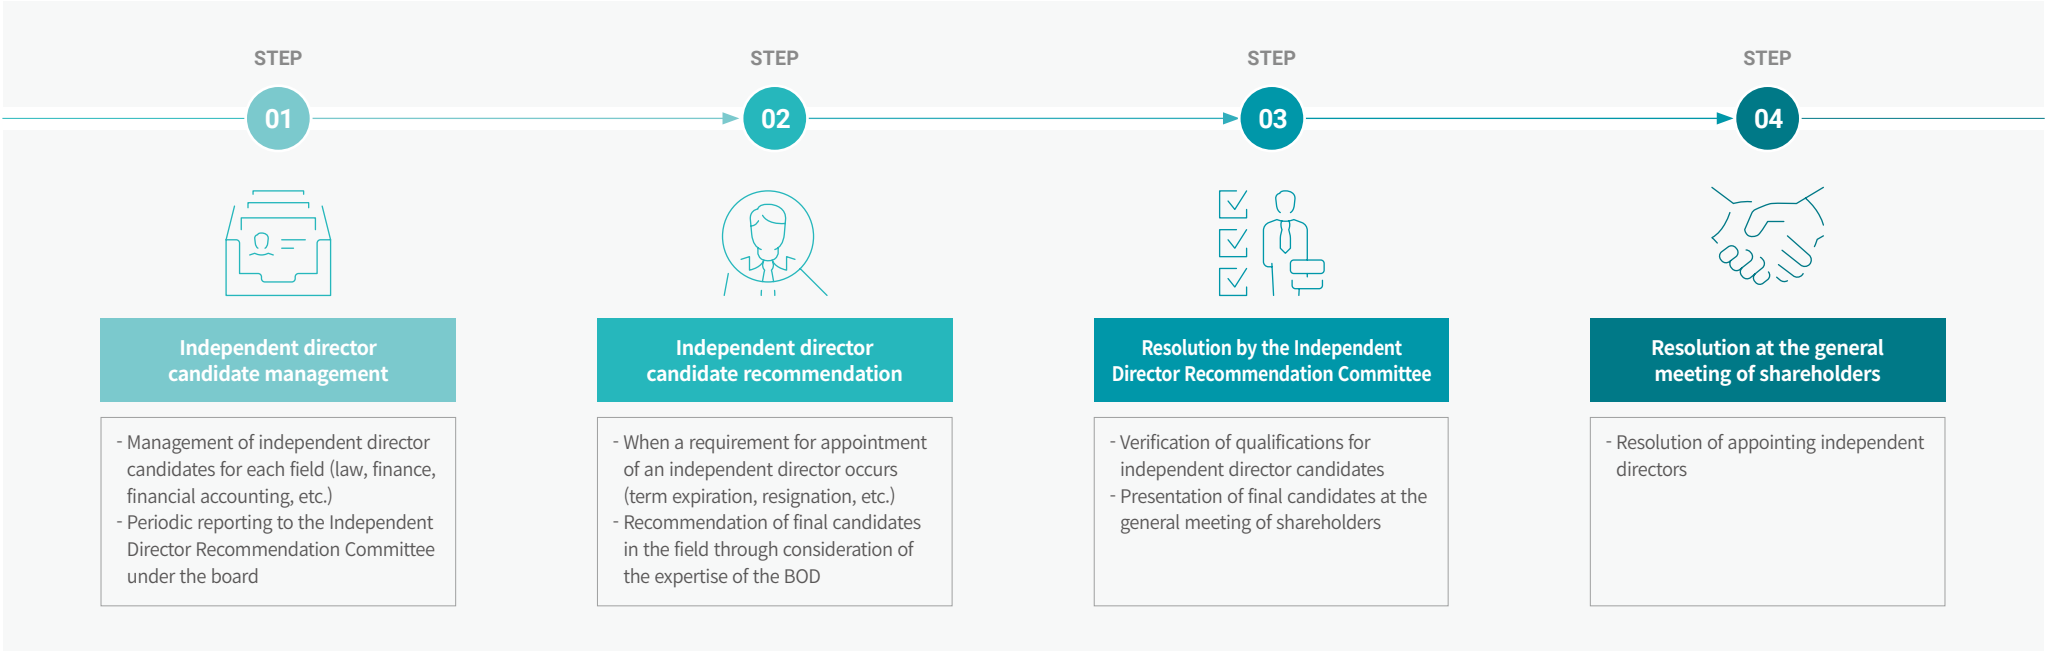 STEP
01
Independent director
candidate management
- Management of independent director
candidates for each field (law, finance,
financial accounting, etc.)
- Periodic reporting to the Independent
Director Recommendation Committee
under the board
STEP
02
Independent director
candidate recommendation
- When a requirement for appointment
of an independent director occurs
(term expiration, resignation, etc.)
- Recommendation of final candidates
in the field through consideration of
the expertise of the BOD
STEP
03
Resolution by the Independent
Director Recommendation Committee
- Verification of qualifications for
independent director candidates
- Presentation of final candidates at the
general meeting of shareholders
STEP
04
Resolution at the general
meeting of shareholders
- Resolution of appointing independent
directors